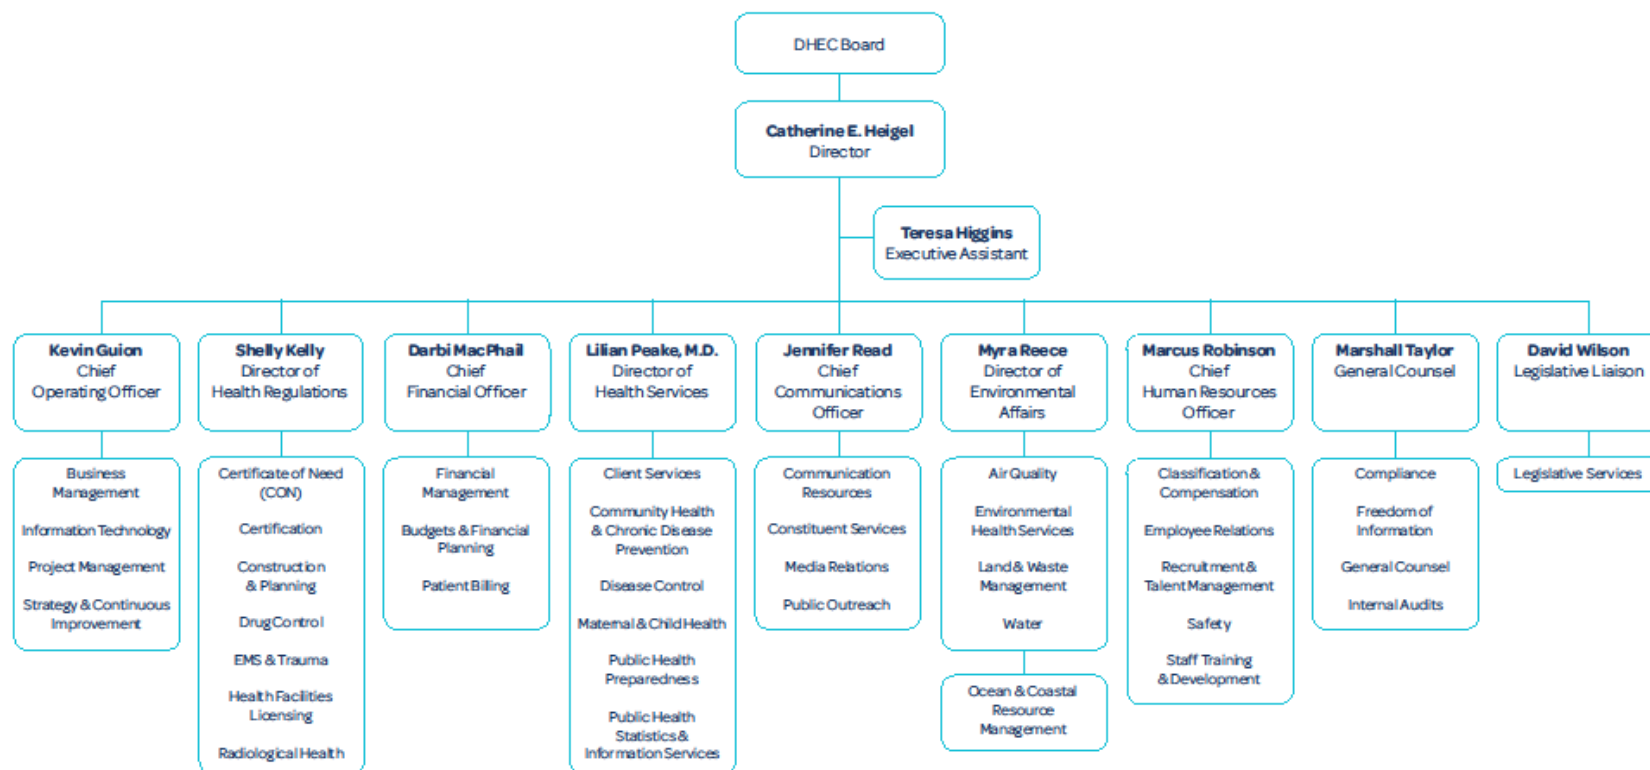 DHEC Board
Catherine E. Heigel
Director
Teresa Higgins
Executive Assistant
Kevin Guion
Chief
Operating Officer
Shelly Kelly
Director of
Health Regulations
Darbi MacPhail
Chief
Financial Officer
Lilian Peake, M.D.
Director of
Health Services
Jennifer Read
Chief
Communications
Officer
Myra Reece
Director of
Environmental
Affairs
Marcus Robinson
Chief
Human Resources
Officer
Marshall Taylor
General Counsel
David Wilson
Legislative Liaison
Business
Management
Information Technology
Project Management
Strategy & Continuous
Improvement
Certificate of Need
(CON)
Certification
Construction
& Planning
Drug Control
EMS & Trauma
Health Facilities
Licensing
Radiological Health
Financial
Management
Budgets & Financial
Planning
Patient Billing
Client Services
Community Health
& Chronic Disease
Prevention
Disease Control
Maternal & Child Health
Public Health
Preparedness
Public Health
Statistics &
Information Services
Communication
Resources
Constituent Services
Media Relations
Public Outreach
Air Quality
Environmental
Health Services
Land & Waste
Management
Water
Ocean & Coastal
Resource
Management
Classification &
Compensation
Employee Relations
Recruitment &
Talent Management
Safety
Staff Training
& Development
Compliance
Freedom of
Information
General Counsel
Internal Audits
Legislative Services